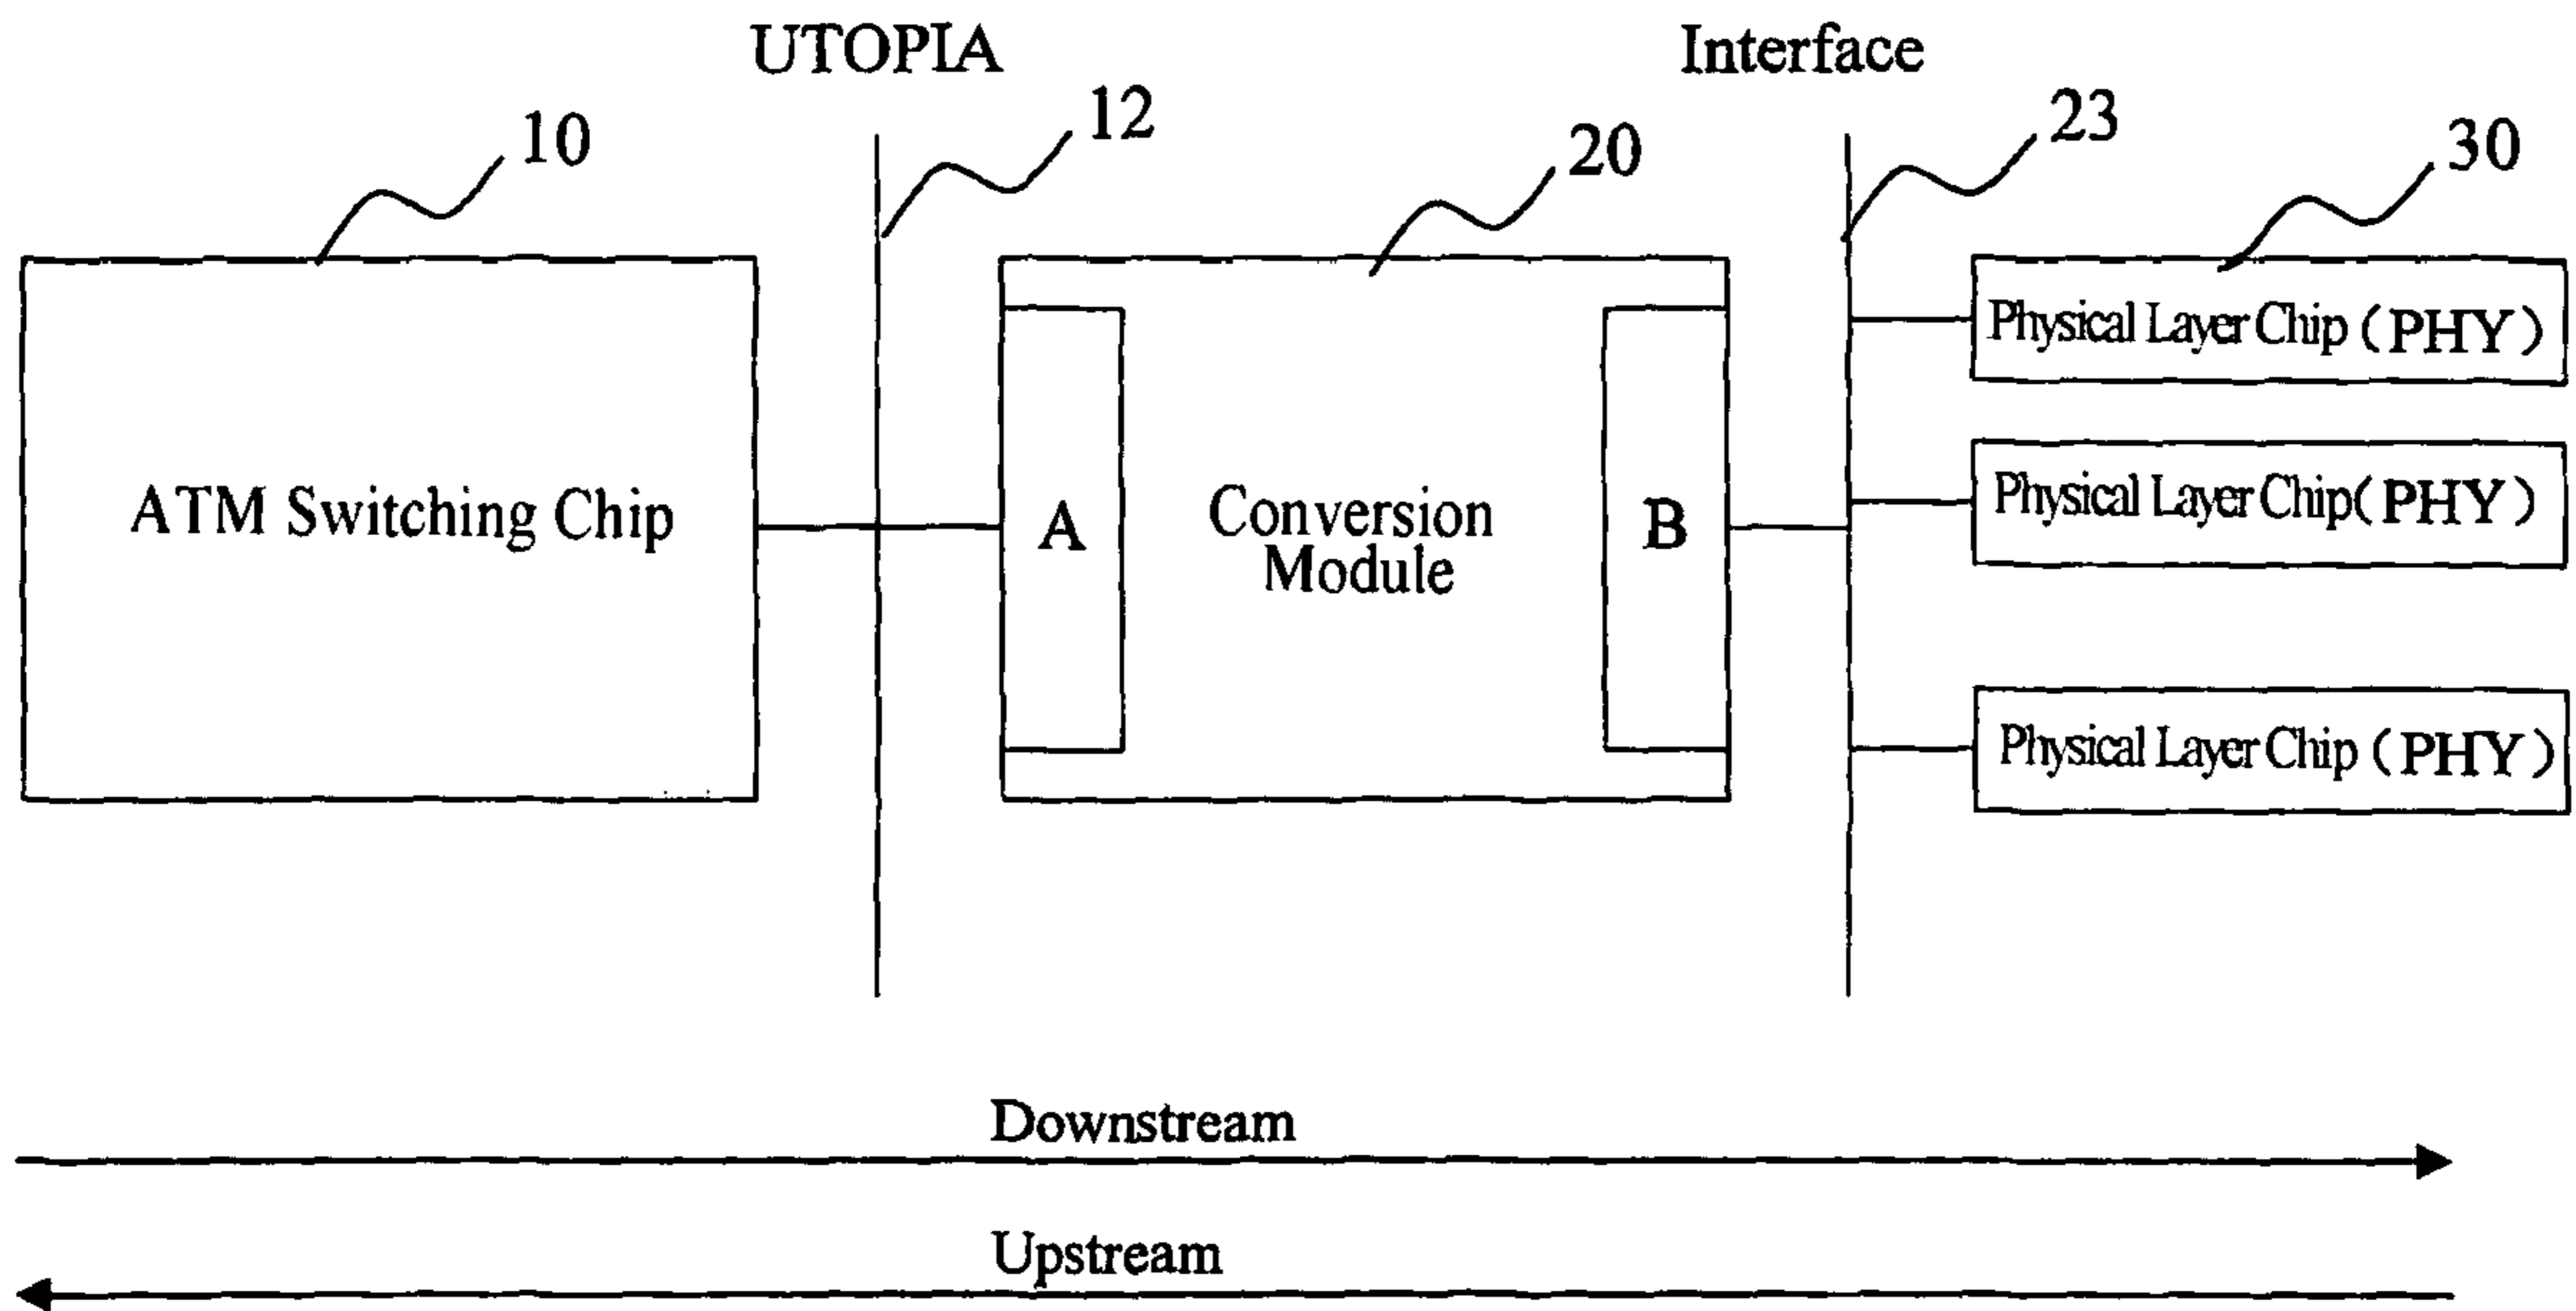 UTOPIA
Interface
10
12
20
23
30
ATM Switching Chip
A
Conversion
Module
B
Physical Layer Chip (PHY)
Physical Layer Chip(PHY)
Physical Layer Chip (PHY)
Downstream
Upstream